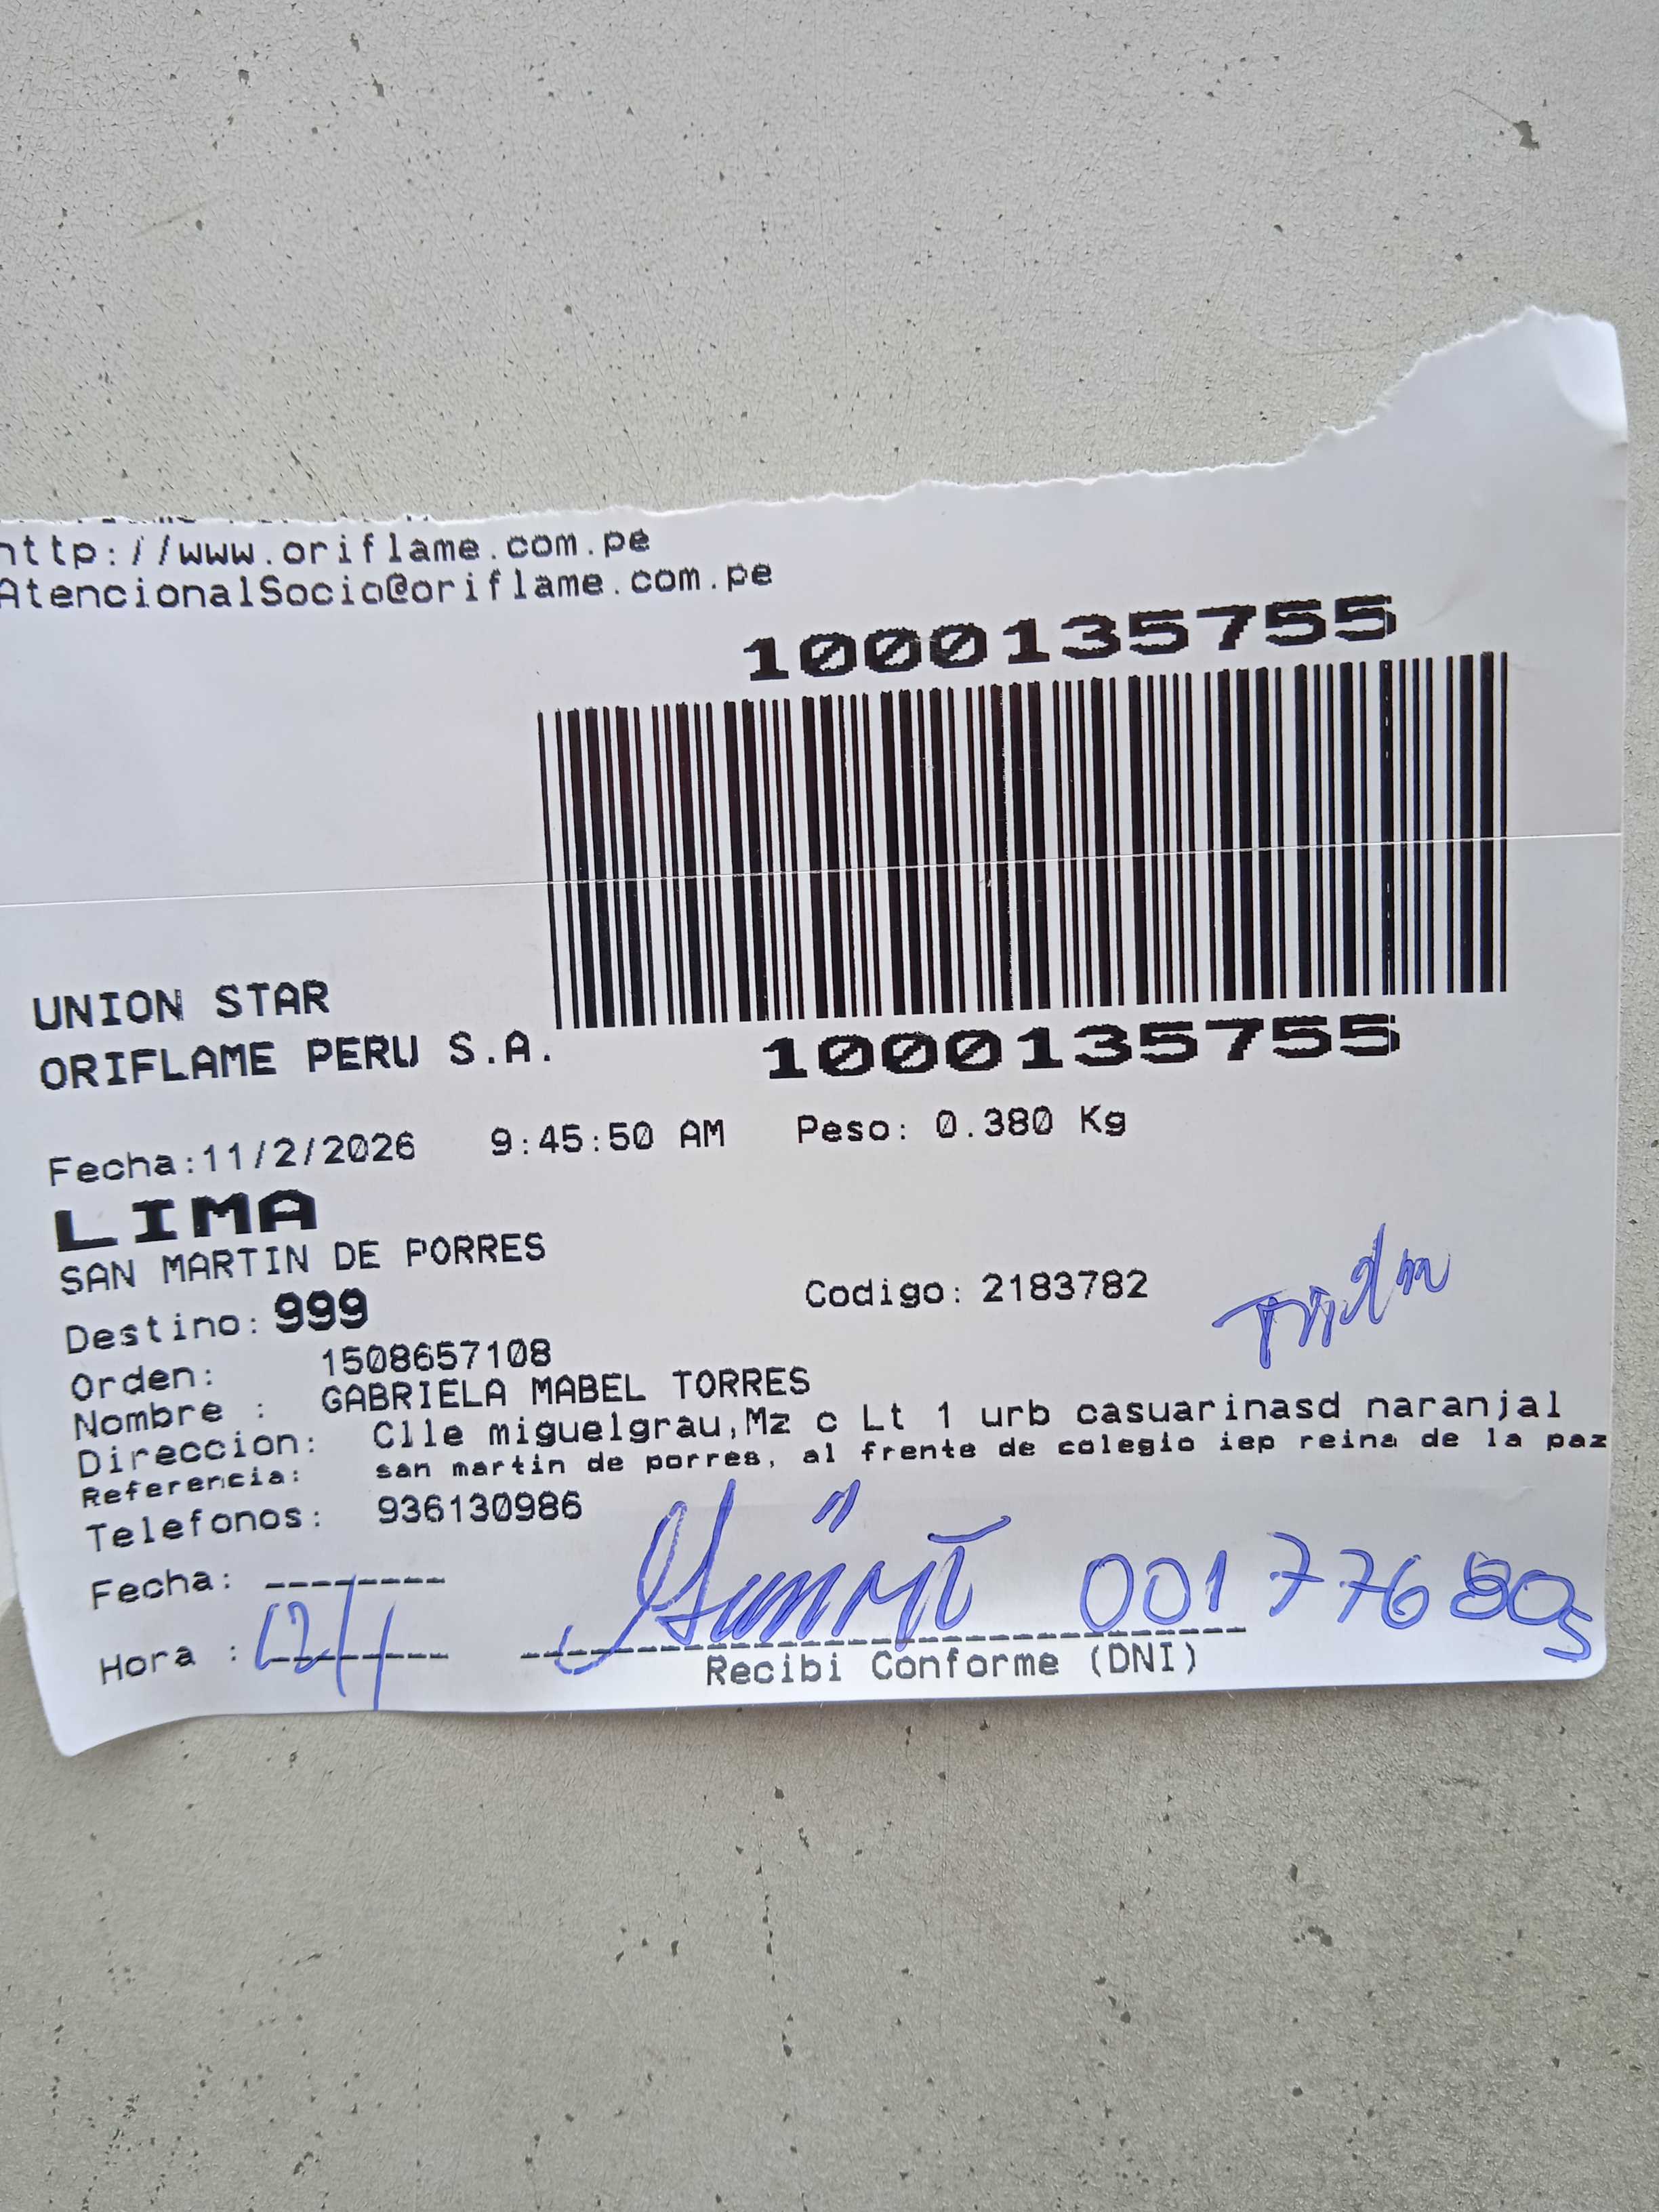 http://www.oriflame.com.pe
AtencionalSocio@oriflame.com.pe
1000135755
UNION STAR
ORIFLAME PERU S.A.
1000135755
Fecha:11/2/2026 9:45:50 AM Peso: 0.380 Kg
LIMA
SAN MARTIN DE PORRES
Destino: 999 Codigo: 2183782
Orden: 1508657108
Nombre : GABRIELA MABEL TORRES
Direccion: Clle miguelgrau,Mz c Lt 1 urb casuarinasd naranjal
Referencia: san martin de porres, al frente de colegio iep reina de la paz
Telefonos: 936130986
Fecha:
Hora :
001776805
Recibi Conforme (DNI)